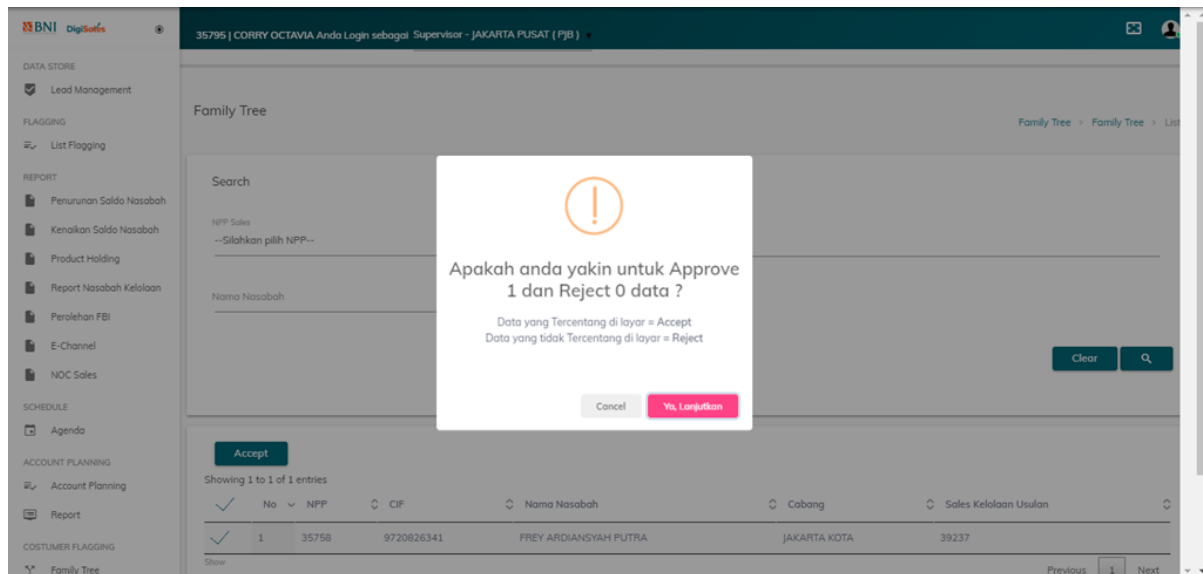 BNI DigiSales
35795 | CORRY OCTAVIA Anda Login sebagai Supervisor - JAKARTA PUSAT ( PJB )
DATA STORE
Lead Management
FLAGGING
List Flagging
REPORT
Penurunan Saldo Nasabah
Kenaikan Saldo Nasabah
Product Holding
Report Nasabah Kelolaan
Perolehan FBI
E-Channel
NOC Sales
SCHEDULE
Agenda
ACCOUNT PLANNING
Account Planning
Report
COSTUMER FLAGGING
Family Tree
Family Tree
Family Tree > Family Tree > List
Search
NPP Sales
--Silahkan pilih NPP--
Nama Nasabah
Clear
Apakah anda yakin untuk Approve
1 dan Reject 0 data ?
Data yang Tercentang di layar = Accept
Data yang tidak Tercentang di layar = Reject
Cancel Ya, Lanjutkan
Accept
Showing 1 to 1 of 1 entries
No NPP CIF Nama Nasabah Cabang Sales Kelolaan Usulan
1 35758 9720826341 FREY ARDIANSYAH PUTRA JAKARTA KOTA 39237
Show
Previous 1 Next